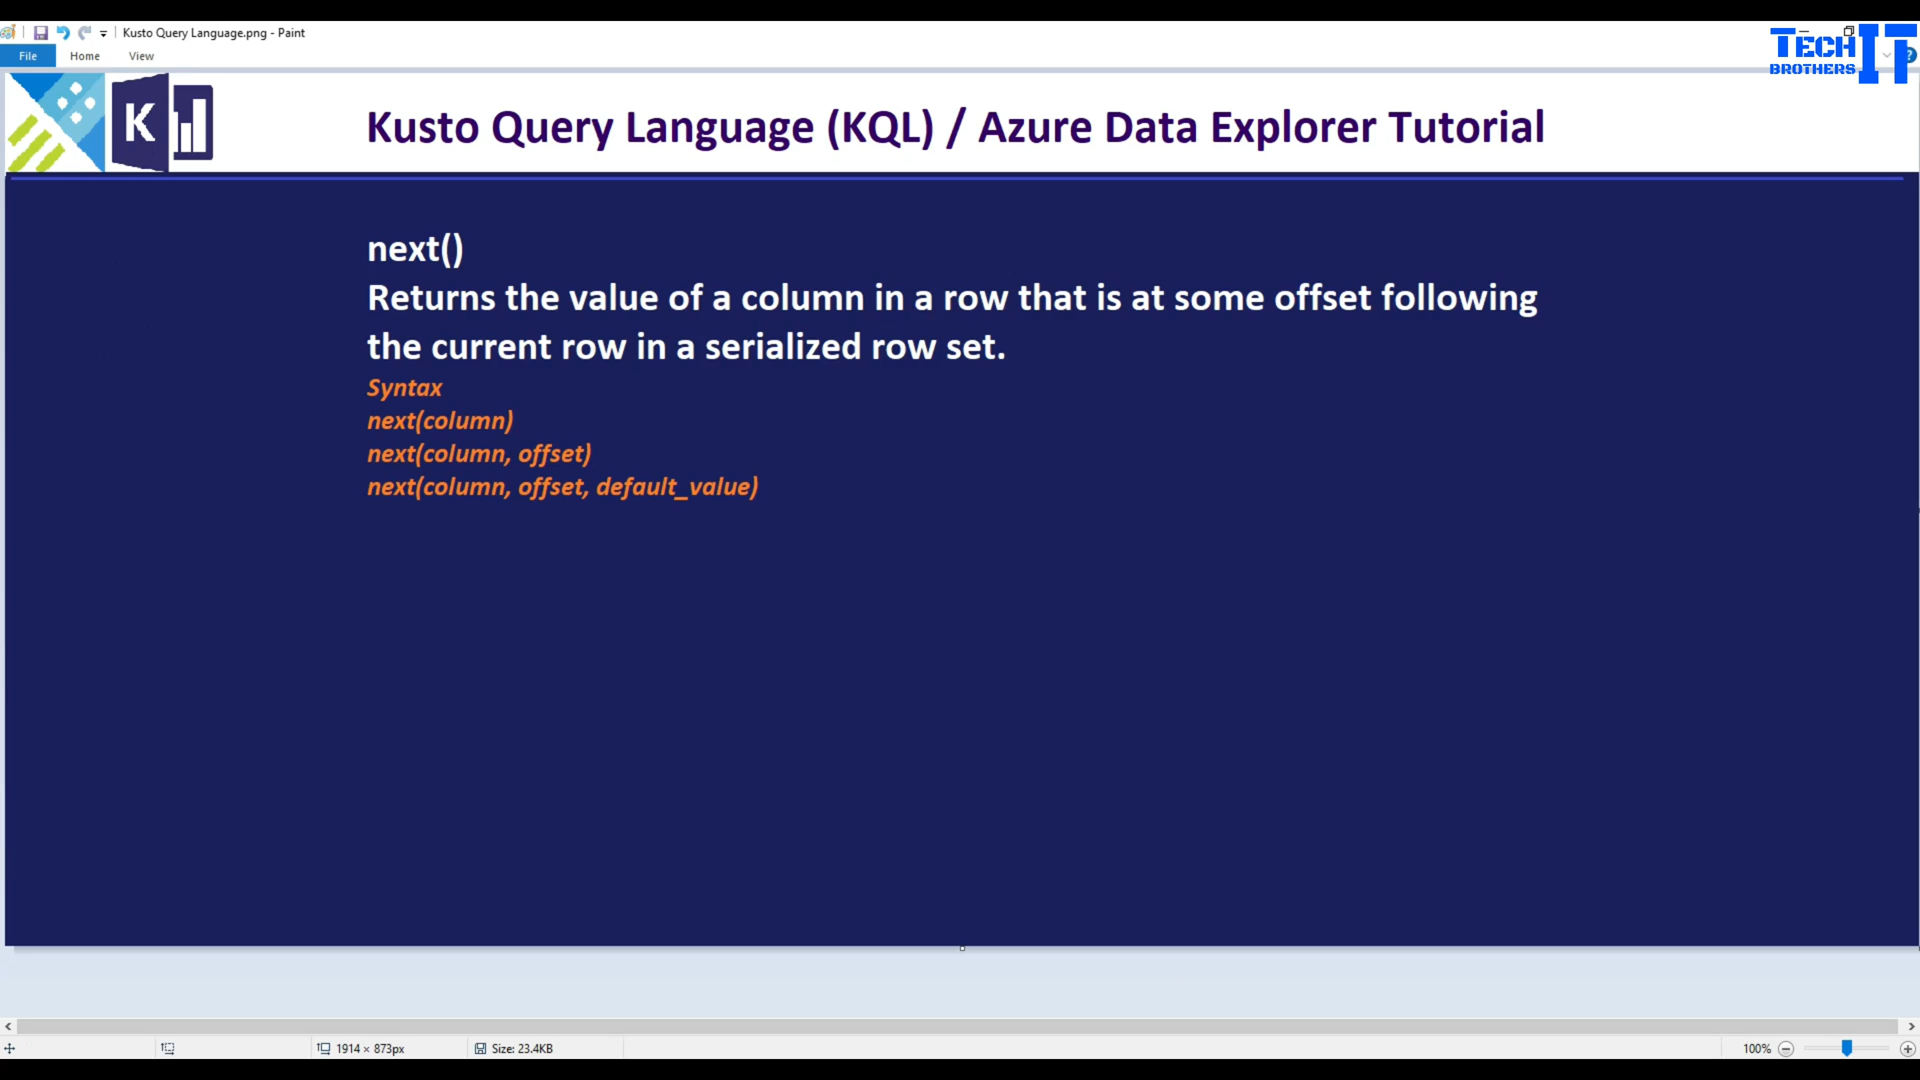 Kusto Query Language.png - Paint
File Home View
TECH IT
BROTHERS
K
Kusto Query Language (KQL) / Azure Data Explorer Tutorial
next()
Returns the value of a column in a row that is at some offset following
the current row in a serialized row set.
Syntax
next(column)
next(column, offset)
next(column, offset, default_value)
1914 × 873px Size: 23.4KB 100%